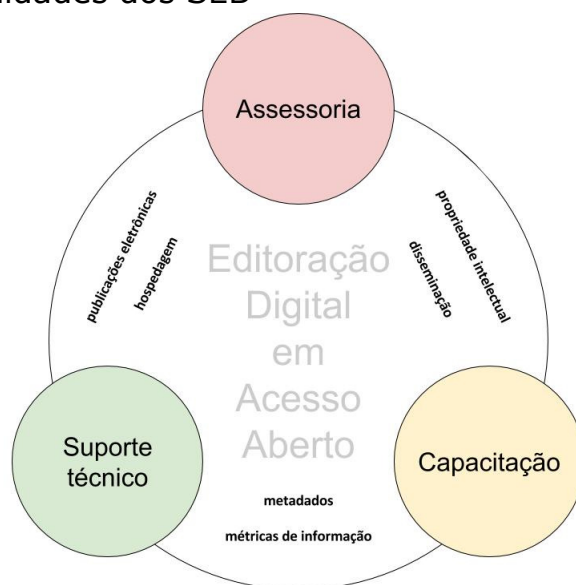 dos SEB
Assessoria
publicações eletrônicas
hospedagem
propriedade intelectual
disseminação
Editoração
Digital
em
Acesso
Aberto
Suporte
técnico
Capacitação
metadados
métricas de informação